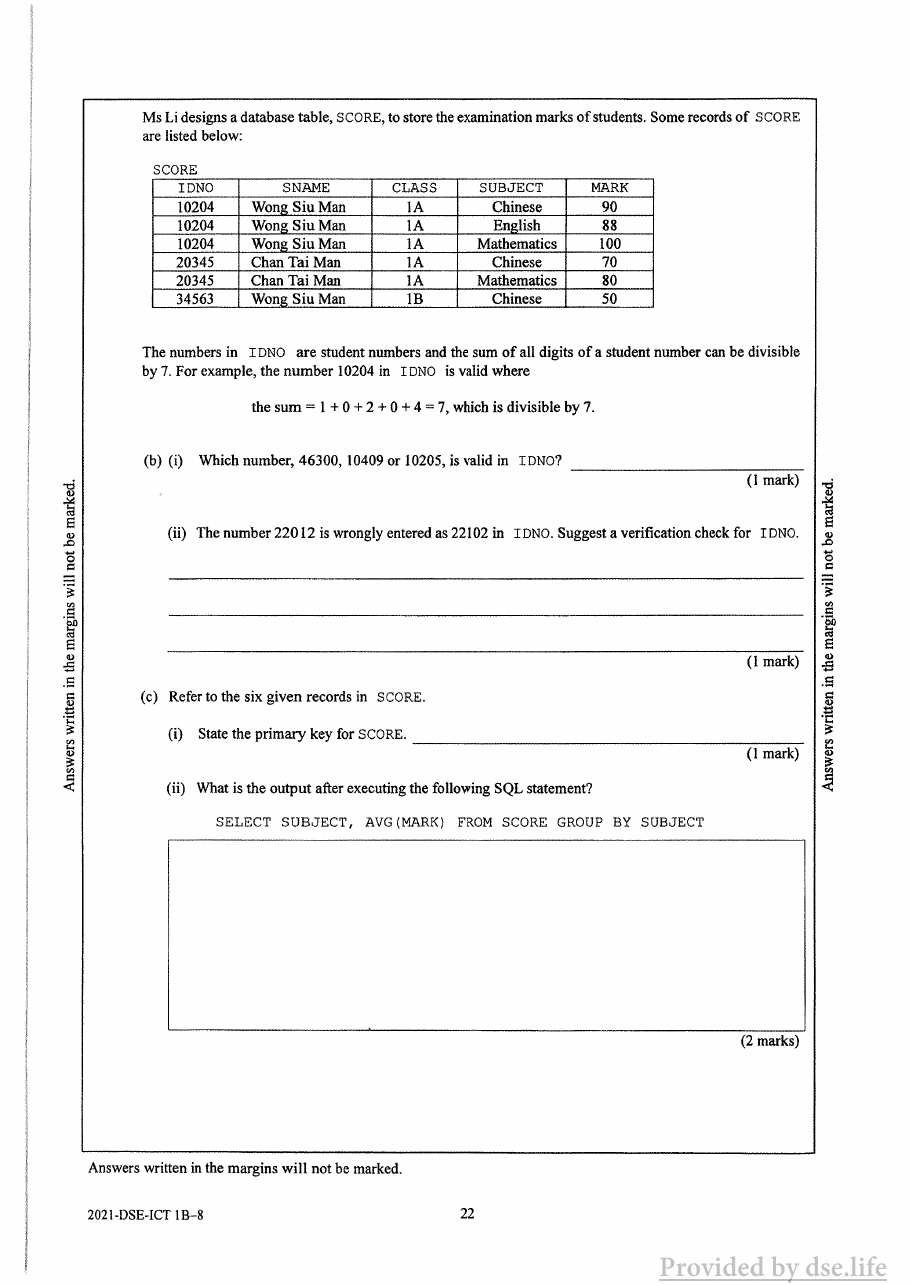 Ms Li designs a database table, SCORE, to store the examination marks of students. Some records of SCORE
are listed below:
SCORE
IDNO SNAME CLASS SUBJECT MARK
10204 Wong Siu Man 1A Chinese 90
10204 Wong Siu Man 1A English 88
10204 Wong Siu Man 1A Mathematics 100
20345 Chan Tai Man 1A Chinese 70
20345 Chan Tai Man 1A Mathematics 80
34563 Wong Siu Man 1B Chinese 50
The numbers in IDNO are student numbers and the sum of all digits of a student number can be divisible
by 7. For example, the number 10204 in IDNO is valid where
the sum = 1 + 0 + 2 + 0 + 4 = 7, which is divisible by 7.
(b) (i) Which number, 46300, 10409 or 10205, is valid in IDNO?
(1 mark)
(ii) The number 22012 is wrongly entered as 22102 in IDNO. Suggest a verification check for IDNO.
(1 mark)
(c) Refer to the six given records in SCORE.
(i) State the primary key for SCORE.
(1 mark)
(ii) What is the output after executing the following SQL statement?
SELECT SUBJECT, AVG(MARK) FROM SCORE GROUP BY SUBJECT
(2 marks)
Answers written in the margins will not be marked.
Answers written in the margins will not be marked.
Answers written in the margins will not be marked.
2021-DSE-ICT 1B–8
22
Provided by dse.life